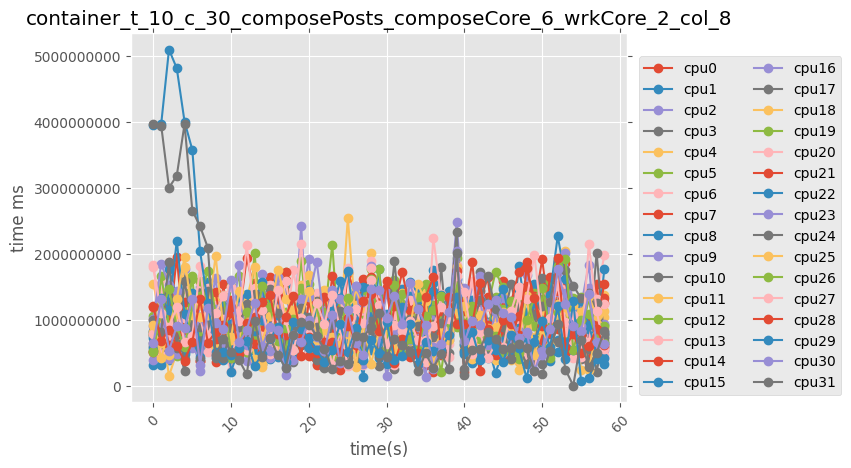 container_t_10_c_30_composePosts_composeCore_6_wrkCore_2_col_8
time ms
5000000000
4000000000
3000000000
2000000000
1000000000
0
0
10
20
30
40
50
60
time(s)
cpu0
cpu1
cpu2
cpu3
cpu4
cpu5
cpu6
cpu7
cpu8
cpu9
cpu10
cpu11
cpu12
cpu13
cpu14
cpu15
cpu16
cpu17
cpu18
cpu19
cpu20
cpu21
cpu22
cpu23
cpu24
cpu25
cpu26
cpu27
cpu28
cpu29
cpu30
cpu31